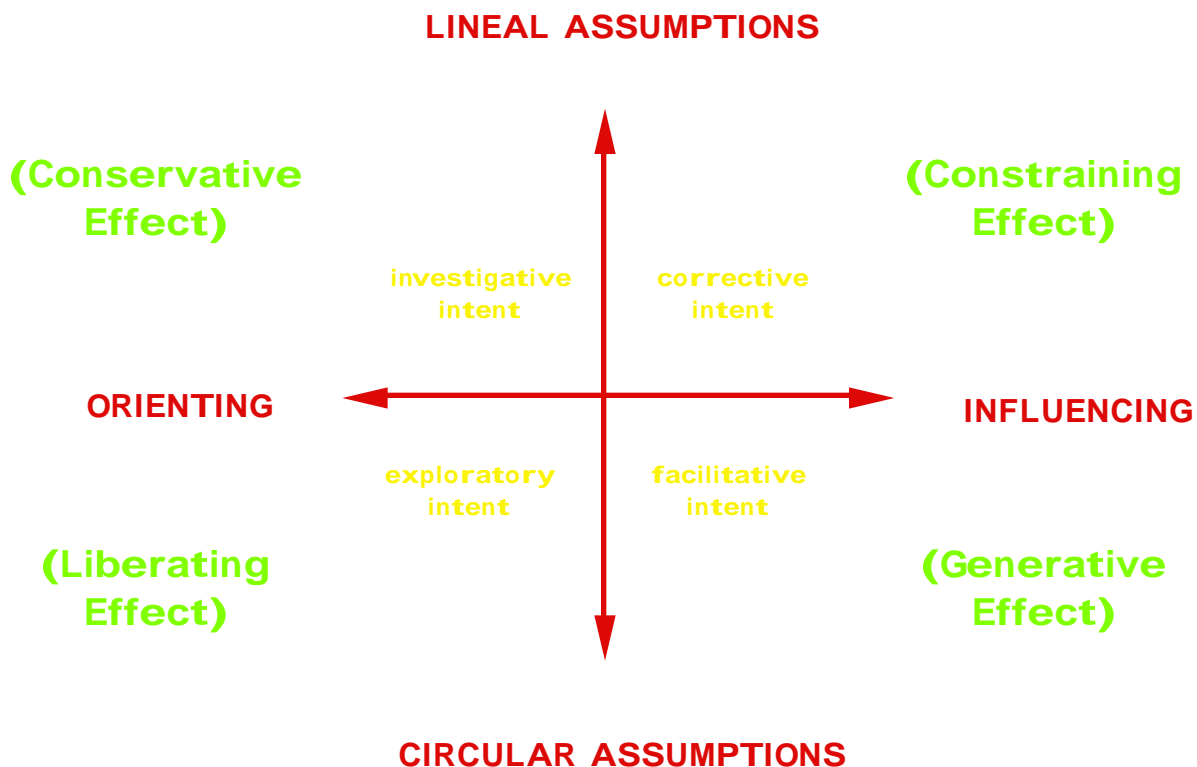 LINEAL ASSUMPTIONS
(Conservative
Effect)
(Constraining
Effect)
investigative
intent
corrective
intent
ORIENTING
INFLUENCING
exploratory
intent
facilitative
intent
(Liberating
Effect)
(Generative
Effect)
CIRCULAR ASSUMPTIONS